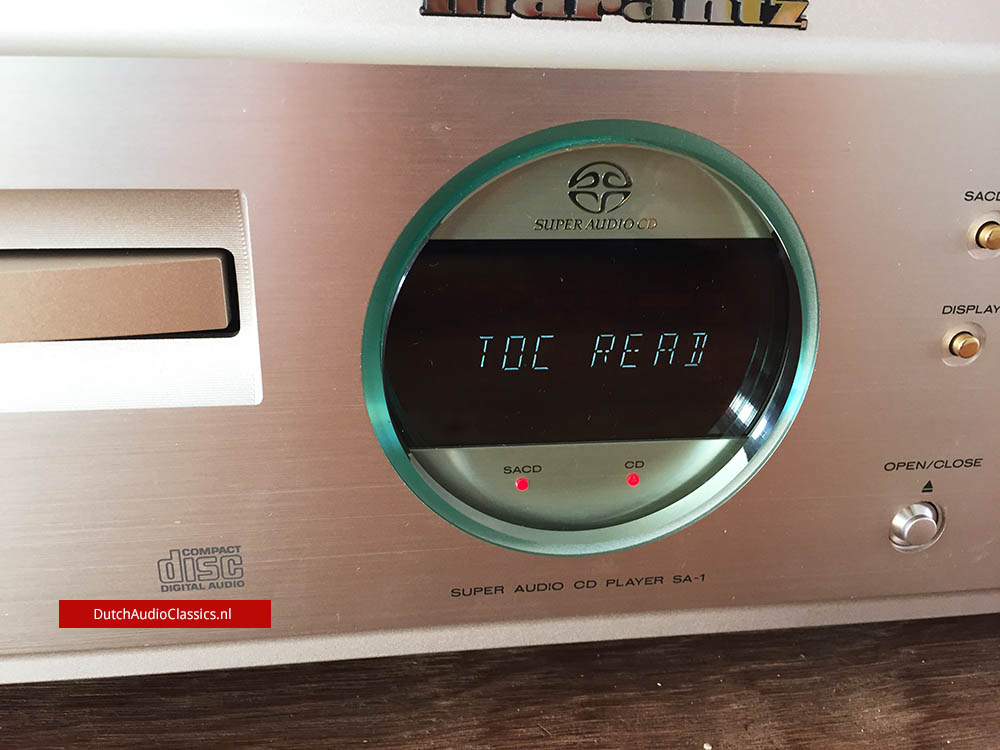 marantz
SUPER AUDIO CD
SACD
DISPLAY
TOC READ
SACD
CD
OPEN/CLOSE
COMPACT
disc
DIGITAL AUDIO
SUPER AUDIO CD PLAYER SA-1
DutchAudioClassics.nl